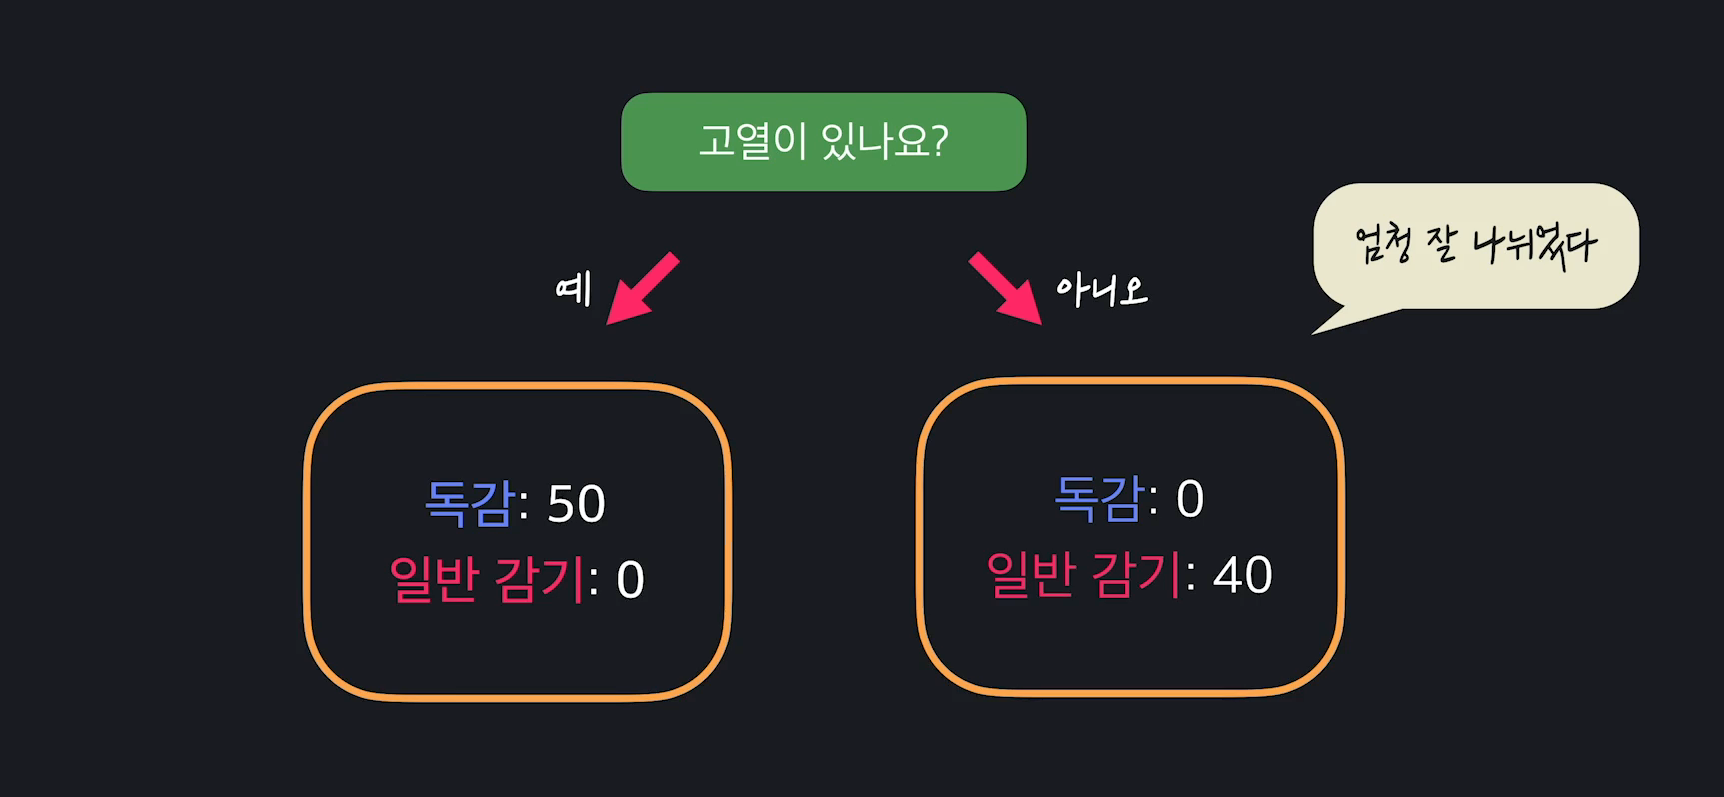 고열이 있나요?
엄청 잘 나뉘었다
예
아니오
독감: 50
일반 감기: 0
독감: 0
일반 감기: 40